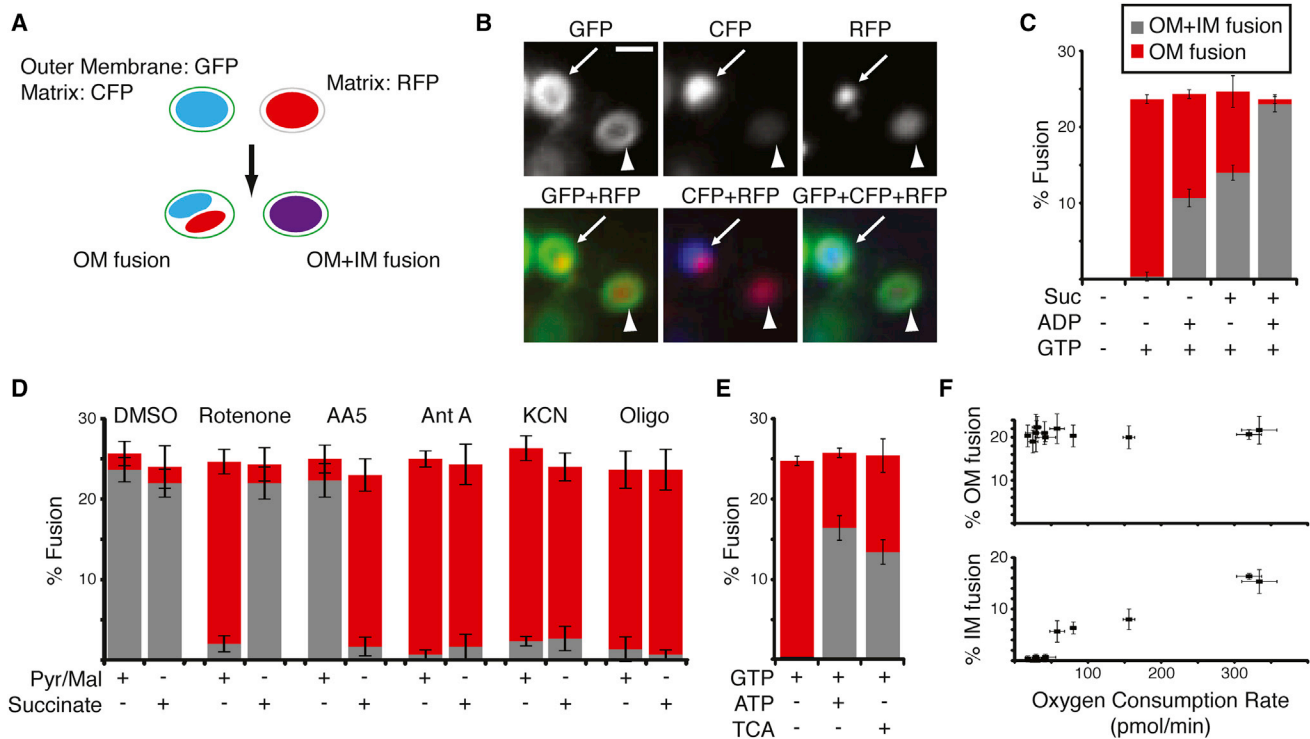 A
Outer Membrane: GFP
Matrix: CFP
Matrix: RFP
OM fusion
OM+IM fusion
B
GFP
CFP
RFP
GFP+RFP
CFP+RFP
GFP+CFP+RFP
C
OM+IM fusion
OM fusion
% Fusion
30
20
10
Suc - - - + +
ADP - - + - +
GTP - + + + +
D
% Fusion
30
20
10
DMSO Rotenone AA5 Ant A KCN Oligo
Pyr/Mal + - + - + - + - + - + -
Succinate - + - + - + - + - + - +
E
% Fusion
30
20
10
GTP + + +
ATP - + -
TCA - - +
F
% OM fusion
20
10
0
% IM fusion
20
10
100 200 300
Oxygen Consumption Rate
(pmol/min)